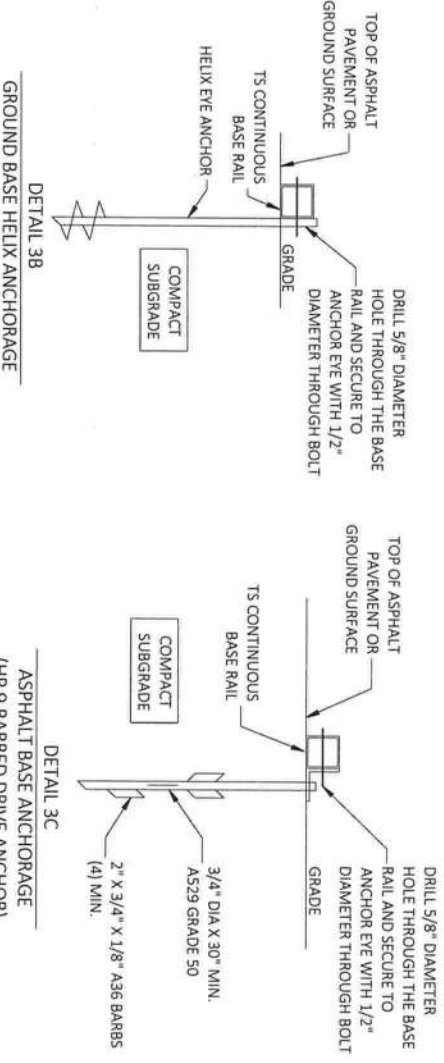 TOP OF ASPHALT
PAVEMENT OR
GROUND SURFACE
TS CONTINUOUS
BASE RAIL
HELIX EYE ANCHOR
DRILL 5/8" DIAMETER
HOLE THROUGH THE BASE
RAIL AND SECURE TO
ANCHOR EYE WITH 1/2"
DIAMETER THROUGH BOLT
GRADE
COMPACT
SUBGRADE
DETAIL 3B
GROUND BASE HELIX ANCHORAGE
TOP OF ASPHALT
PAVEMENT OR
GROUND SURFACE
TS CONTINUOUS
BASE RAIL
DRILL 5/8" DIAMETER
HOLE THROUGH THE BASE
RAIL AND SECURE TO
ANCHOR EYE WITH 1/2"
DIAMETER THROUGH BOLT
GRADE
COMPACT
SUBGRADE
3/4" DIA X 30" MIN.
A529 GRADE 50
2" X 3/4" X 1/8" A36 BARBS
(4) MIN.
DETAIL 3C
ASPHALT BASE ANCHORAGE
(HP 9 BARBED DRIVE ANCHOR)